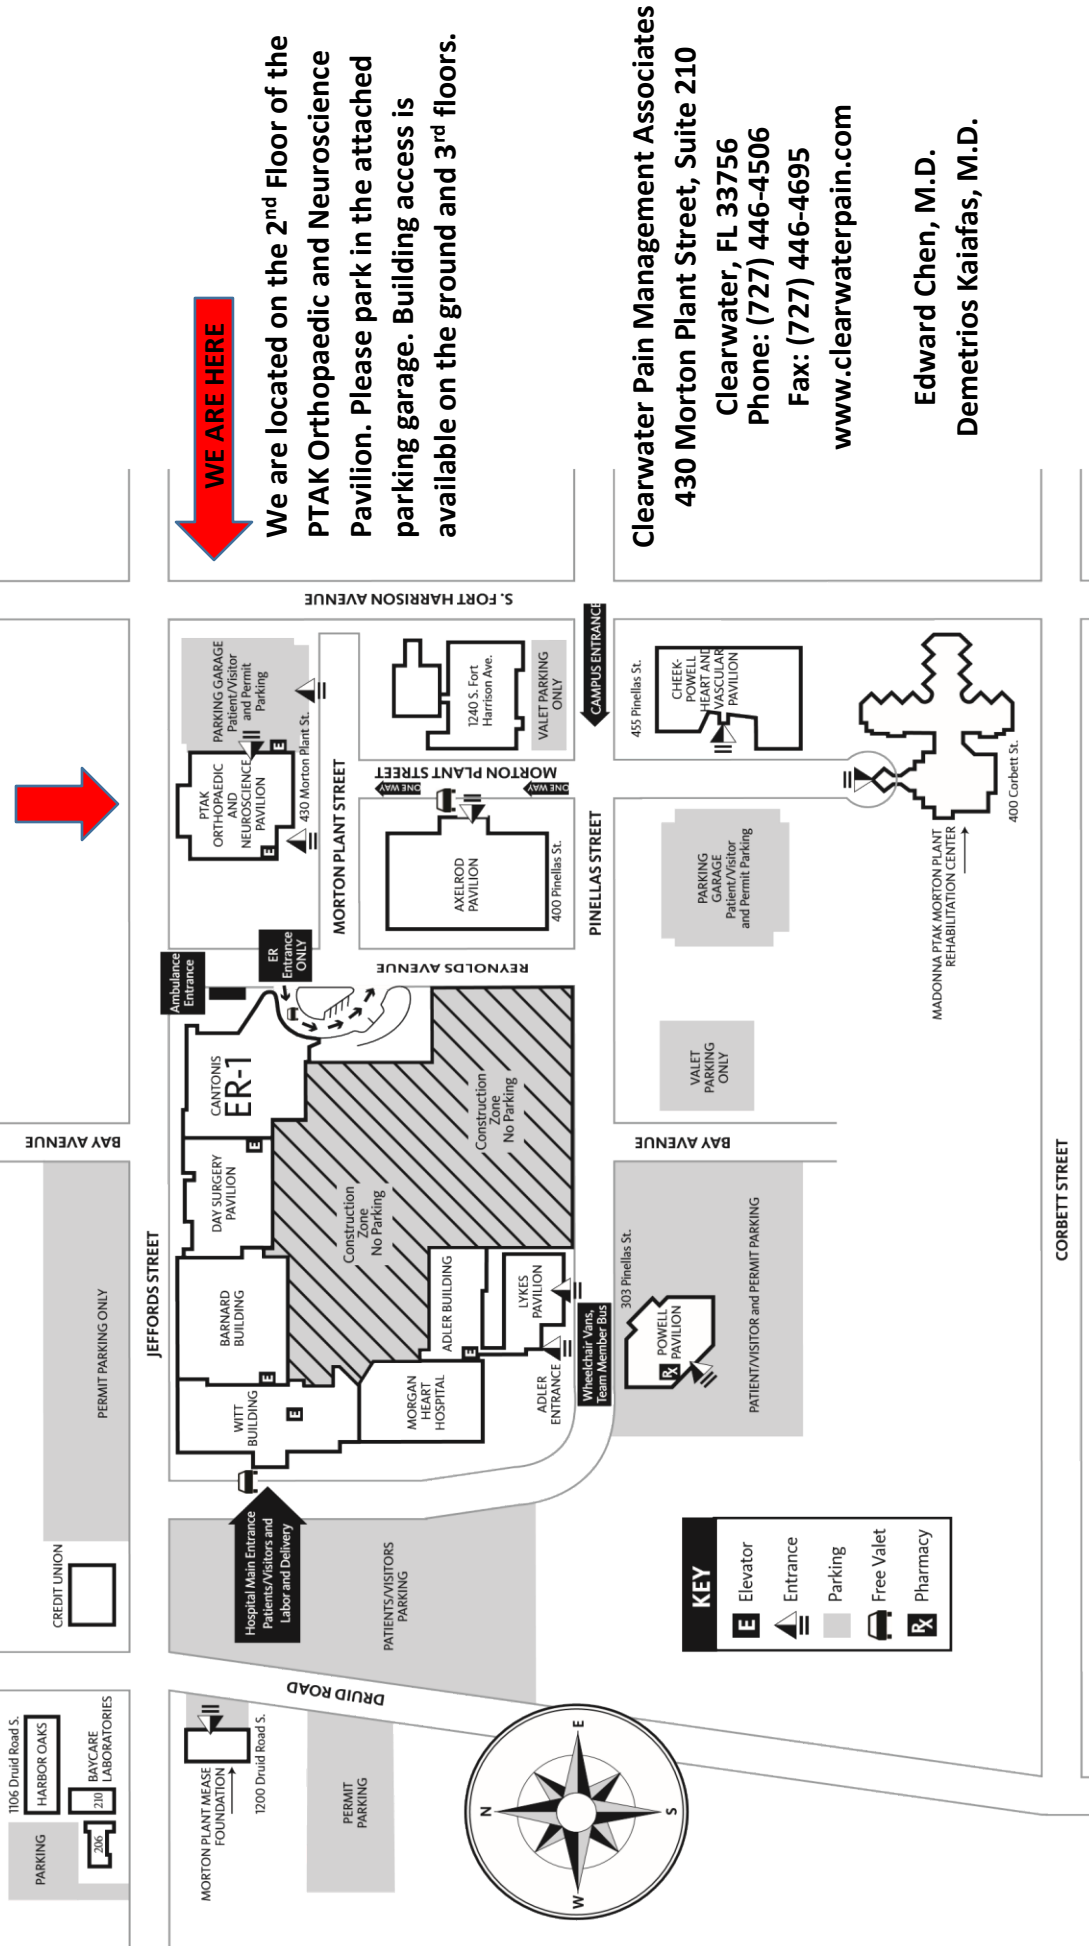 1106 Druid Road S.
HARBOR OAKS
PARKING
206
210
BAYCARE
LABORATORIES
CREDIT UNION
PERMIT PARKING ONLY
BAY AVENUE
JEFFORDS STREET
MORTON PLANT MEASE
FOUNDATION
1200 Druid Road S.
PERMIT
PARKING
DRUID ROAD
Hospital Main Entrance
Patients/Visitors and
Labor and Delivery
PATIENTS/VISITORS
PARKING
WITT
BUILDING
E
E
BARNARD
BUILDING
DAY SURGERY
PAVILION
E
CANTONIS
ER-1
Ambulance
Entrance
ER
Entrance
ONLY
Construction
Zone
No Parking
Construction
Zone
No Parking
MORGAN
HEART
HOSPITAL
ADLER BUILDING
E
LYKES
PAVILION
ADLER
ENTRANCE
Wheelchair Vans,
Team Member Bus
REYNOLDS AVENUE
PTAK
ORTHOPAEDIC
AND
NEUROSCIENCE
PAVILION
E
E
430 Morton Plant St.
PARKING GARAGE
Patient/Visitor
and Permit
Parking
MORTON PLANT STREET
MORTON PLANT STREET
ONE WAY
ONE WAY
AXELROD
PAVILION
400 Pinellas St.
1240 S. Fort
Harrison Ave.
VALET PARKING
ONLY
S. FORT HARRISON AVENUE
CAMPUS ENTRANCE
PINELLAS STREET
303 Pinellas St.
POWELL
PAVILION
Rx
PATIENT/VISITOR and PERMIT PARKING
BAY AVENUE
VALET
PARKING
ONLY
PARKING
GARAGE
Patient/Visitor
and Permit Parking
455 Pinellas St.
CHEEK-
POWELL
HEART AND
VASCULAR
PAVILION
MADONNA PTAK MORTON PLANT
REHABILITATION CENTER
400 Corbett St.
CORBETT STREET
N
E
S
W
KEY
E Elevator
Entrance
Parking
Free Valet
Rx Pharmacy
WE ARE HERE
We are located on the 2nd Floor of the
PTAK Orthopaedic and Neuroscience
Pavilion. Please park in the attached
parking garage. Building access is
available on the ground and 3rd floors.
Clearwater Pain Management Associates
430 Morton Plant Street, Suite 210
Clearwater, FL 33756
Phone: (727) 446-4506
Fax: (727) 446-4695
www.clearwaterpain.com
Edward Chen, M.D.
Demetrios Kaiafas, M.D.